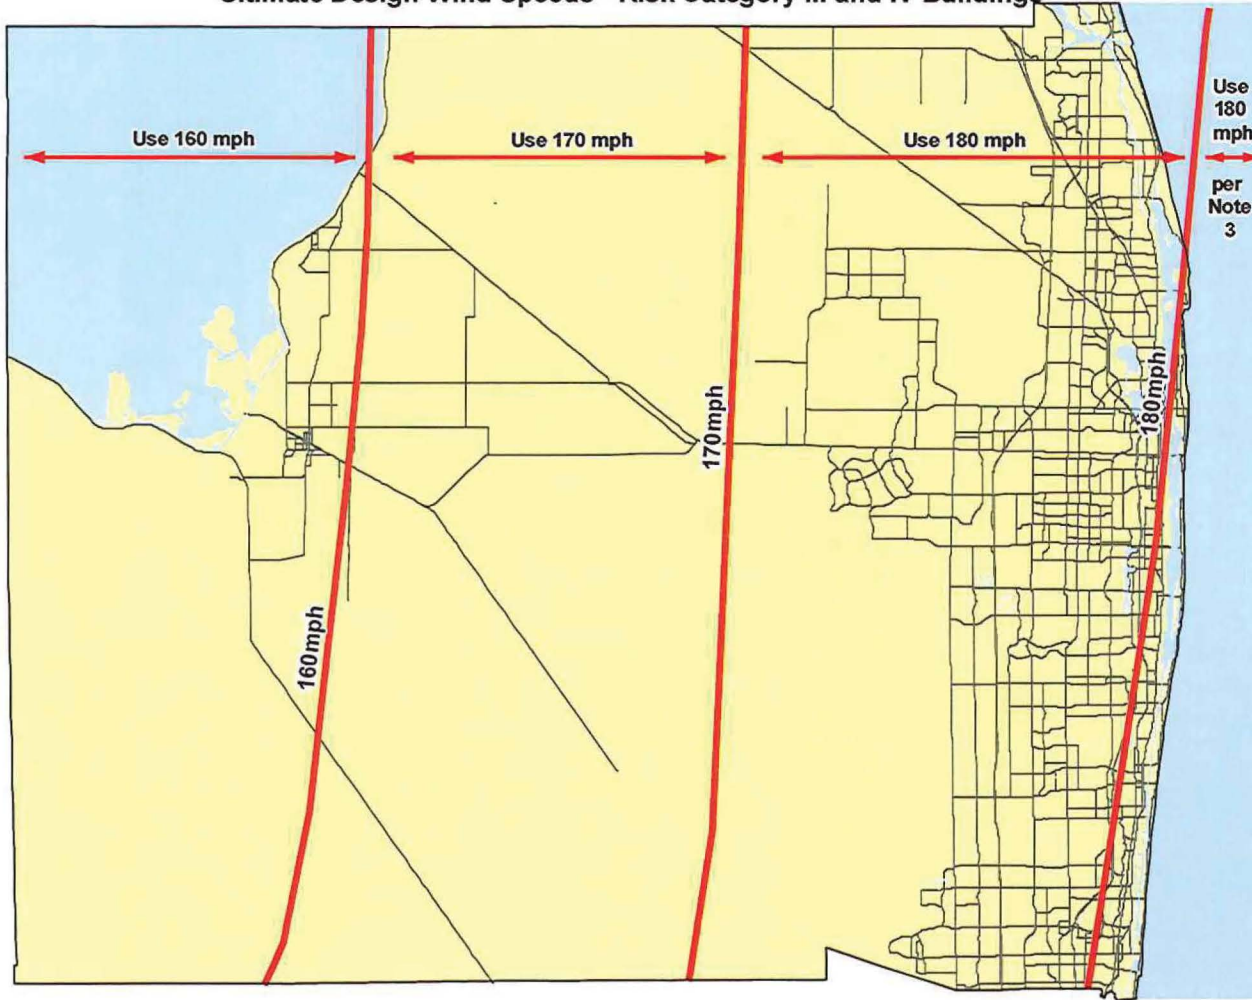 Ultimate Design Wind Speeds - Risk Category III and IV Buildings
Use 160 mph
Use 170 mph
Use 180 mph
Use
180
mph
per
Note
3
180mph
170mph
160mph